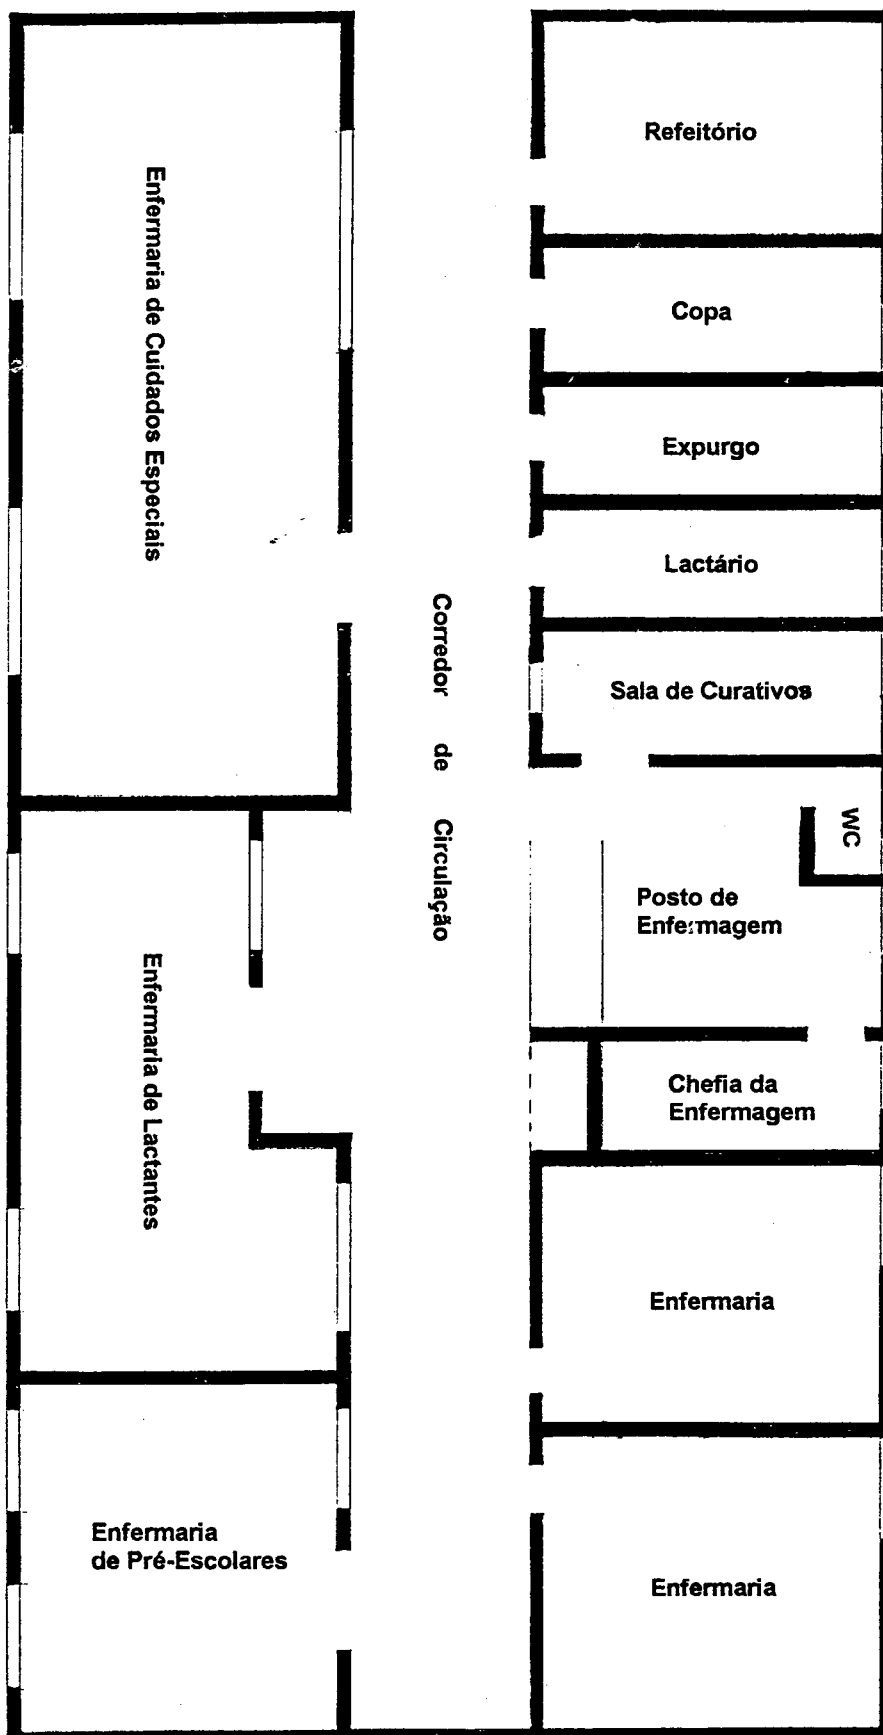 Refeitório
Copa
Expurgo
Lactário
Sala de Curativos
WC
Posto de
Enfermagem
Chefia da
Enfermagem
Enfermaria
Enfermaria
Corredor de Circulação
Enfermaria de Cuidados Especiais
Enfermaria de Lactantes
Enfermaria
de Pré-Escolares